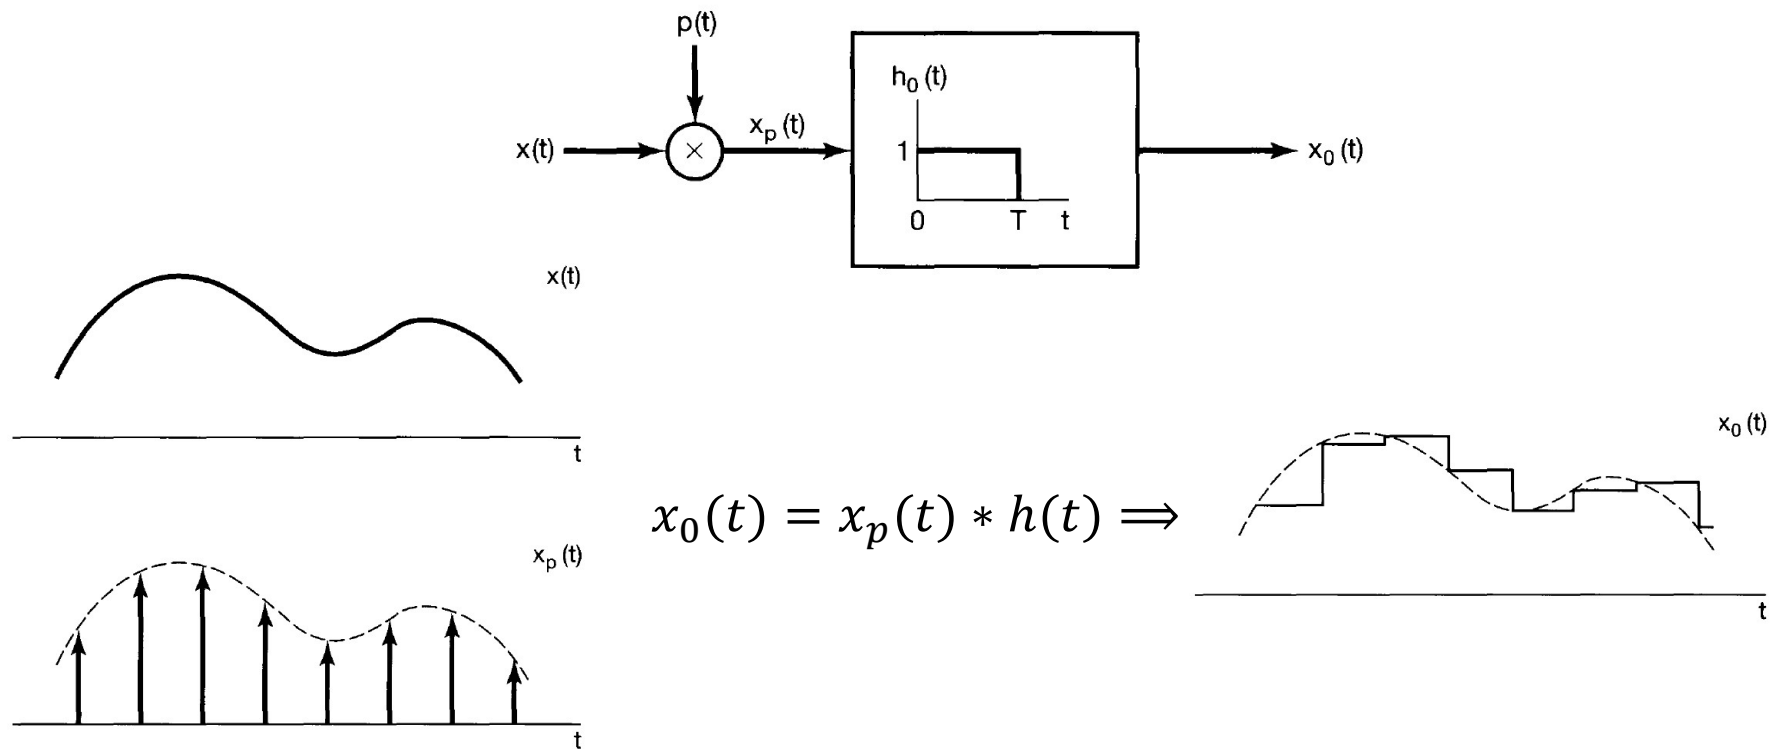 p(t)
h₀(t)
x(t) × xₚ(t) 1 x₀(t)
0 T t
x(t)
t
x₀(t)
𝑥₀(𝑡) = 𝑥ₚ(𝑡) ∗ ℎ(𝑡) ⟹
xₚ(t)
t
t